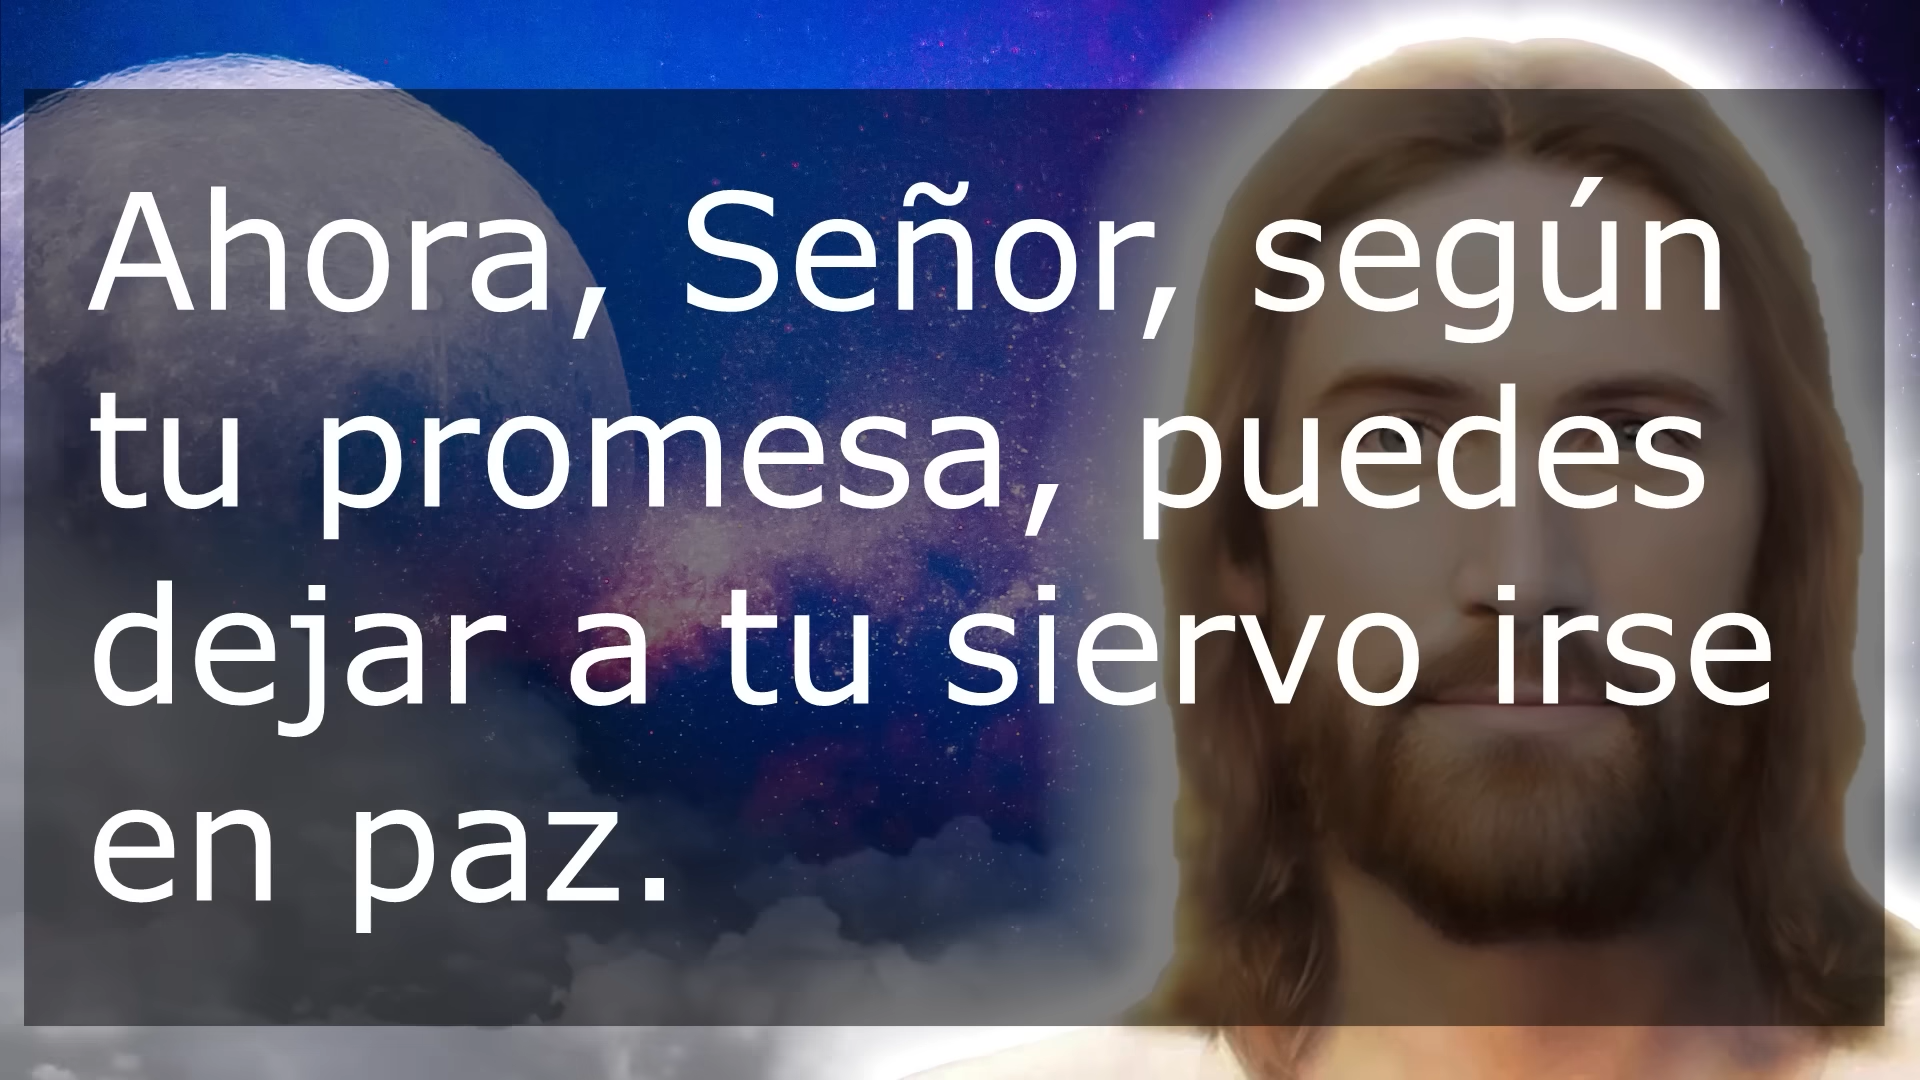 Ahora, Señor, según
tu promesa, puedes
dejar a tu siervo irse
en paz.